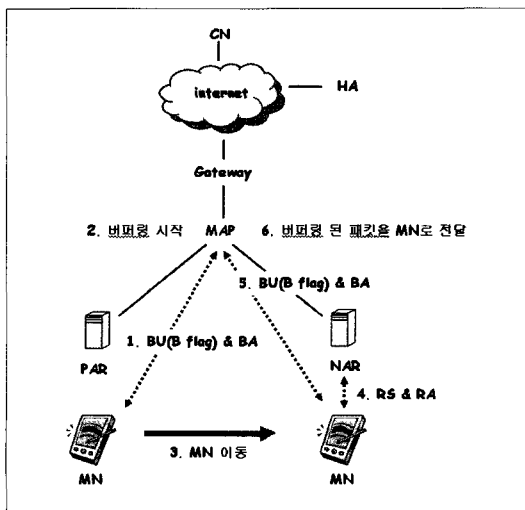 CN
internet
HA
Gateway
2. 버퍼링 시작
MAP
6. 버퍼링 된 패킷을 MN로 전달
5. BU(B flag) & BA
1. BU(B flag) & BA
PAR
NAR
4. RS & RA
3. MN 이동
MN
MN